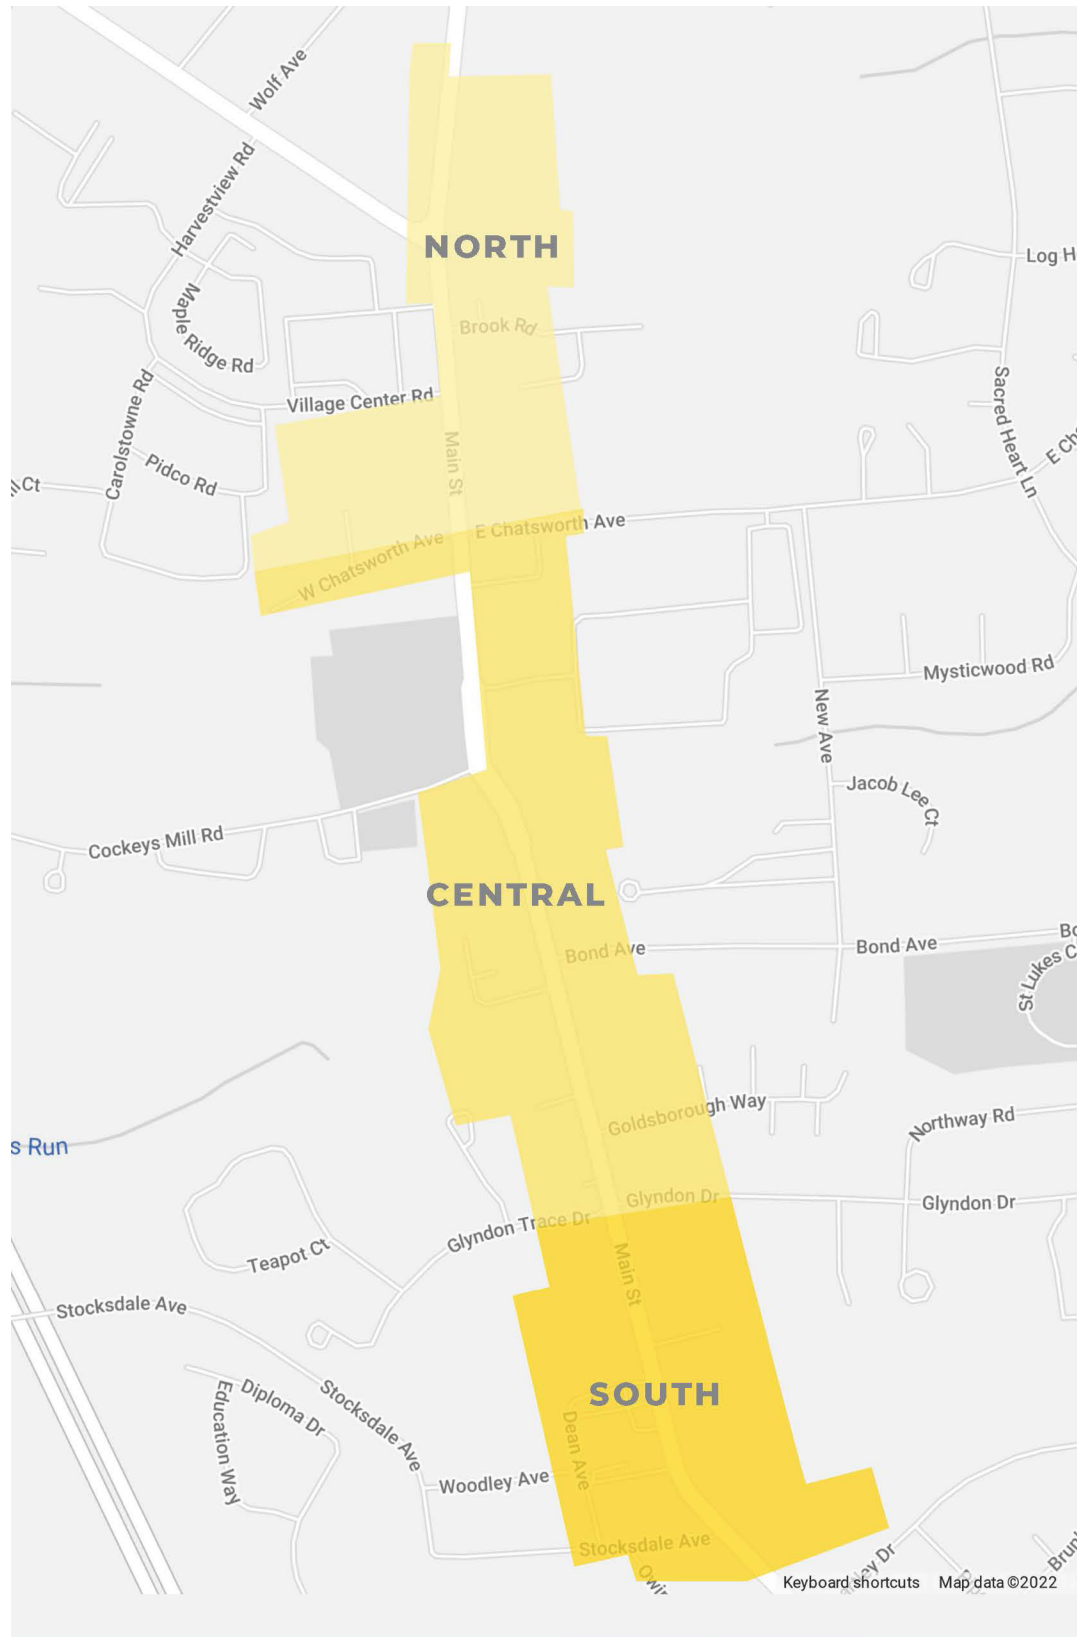 Wolf Ave
Harvestview Rd
NORTH
Log H
Maple Ridge Rd
Brook Rd
Village Center Rd
Carolstowne Rd
Sacred Heart Ln
Main St
Pidco Rd
Ct
E Cha
E Chatsworth Ave
W Chatsworth Ave
Mysticwood Rd
New Ave
Jacob Lee Ct
Cockeys Mill Rd
CENTRAL
Bond Ave
Bond Ave
Bo
St Lukes C
Goldsborough Way
Northway Rd
s Run
Glyndon Dr
Glyndon Dr
Glyndon Trace Dr
Teapot Ct
Main St
Stocksdale Ave
SOUTH
Diploma Dr
Education Way
Stocksdale Ave
Dean Ave
Woodley Ave
Stocksdale Ave
Keyboard shortcuts
Map data ©2022